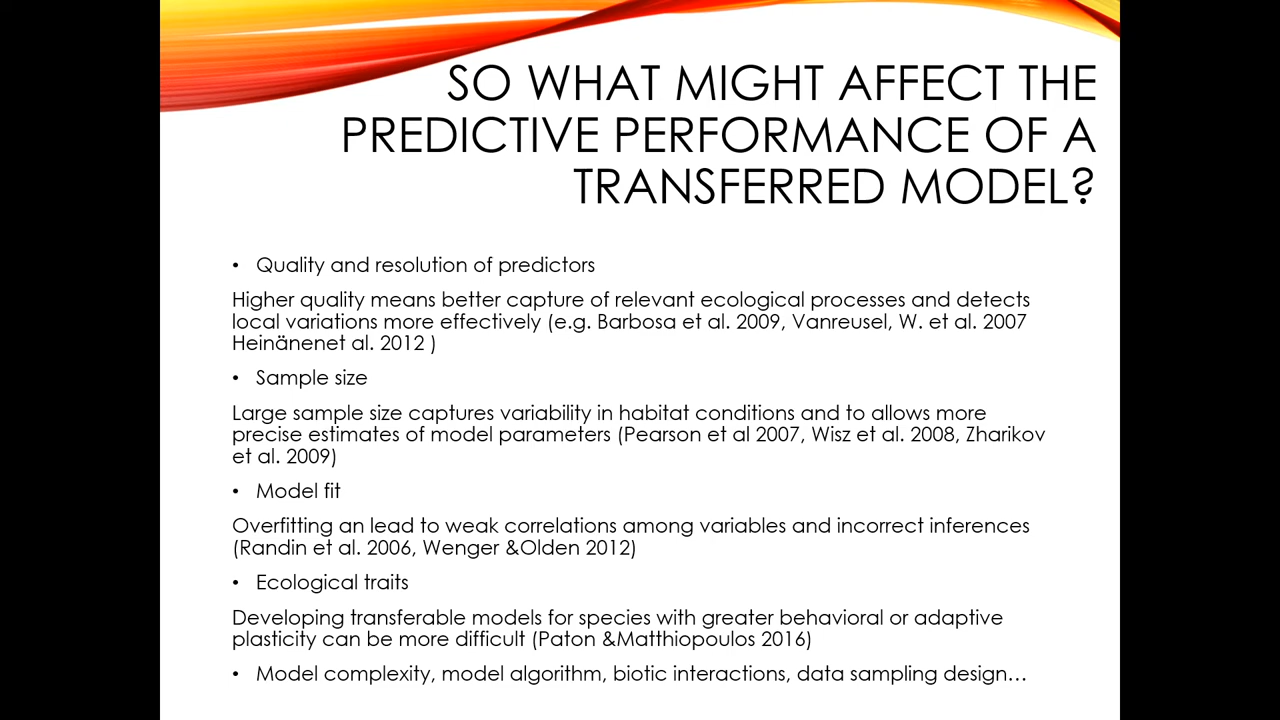 SO WHAT MIGHT AFFECT THE
PREDICTIVE PERFORMANCE OF A
TRANSFERRED MODEL?
• Quality and resolution of predictors
Higher quality means better capture of relevant ecological processes and detects
local variations more effectively (e.g. Barbosa et al. 2009, Vanreusel, W. et al. 2007
Heinänenet al. 2012 )
• Sample size
Large sample size captures variability in habitat conditions and to allows more
precise estimates of model parameters (Pearson et al 2007, Wisz et al. 2008, Zharikov
et al. 2009)
• Model fit
Overfitting an lead to weak correlations among variables and incorrect inferences
(Randin et al. 2006, Wenger &Olden 2012)
• Ecological traits
Developing transferable models for species with greater behavioral or adaptive
plasticity can be more difficult (Paton &Matthiopoulos 2016)
• Model complexity, model algorithm, biotic interactions, data sampling design…